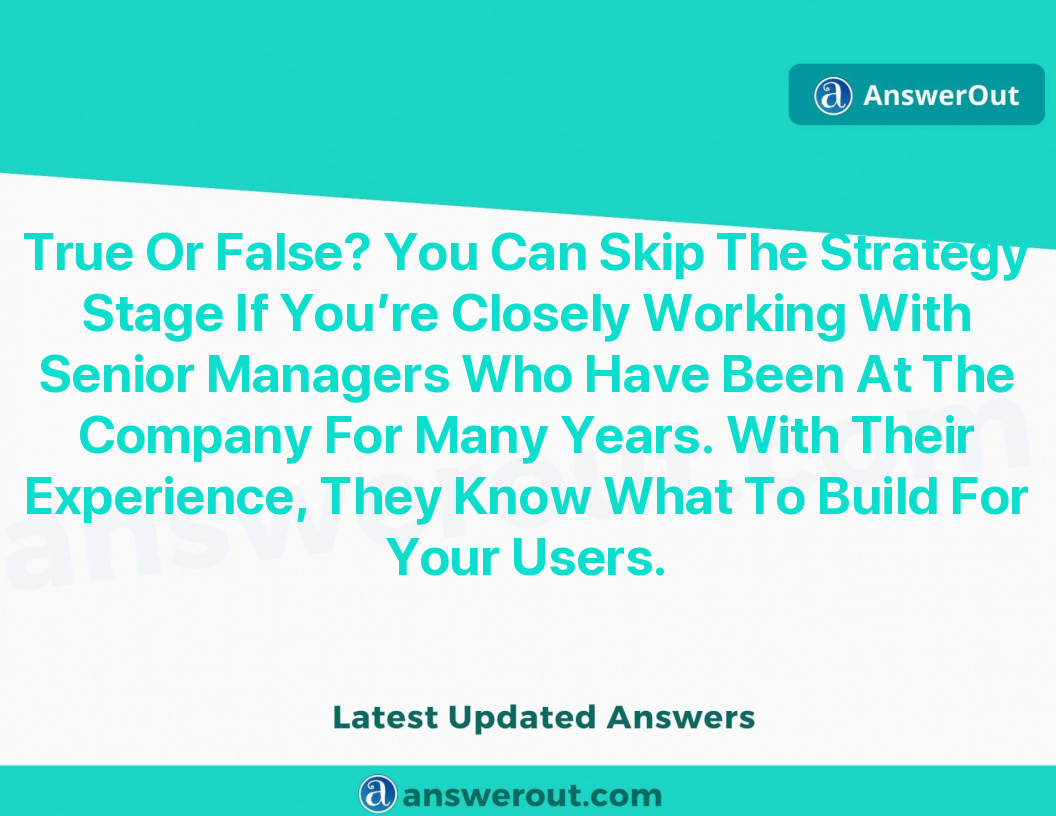 AnswerOut
True Or False? You Can Skip The Strategy
Stage If You’re Closely Working With
Senior Managers Who Have Been At The
Company For Many Years. With Their
Experience, They Know What To Build For
Your Users.
answerout.com
Latest Updated Answers
answerout.com